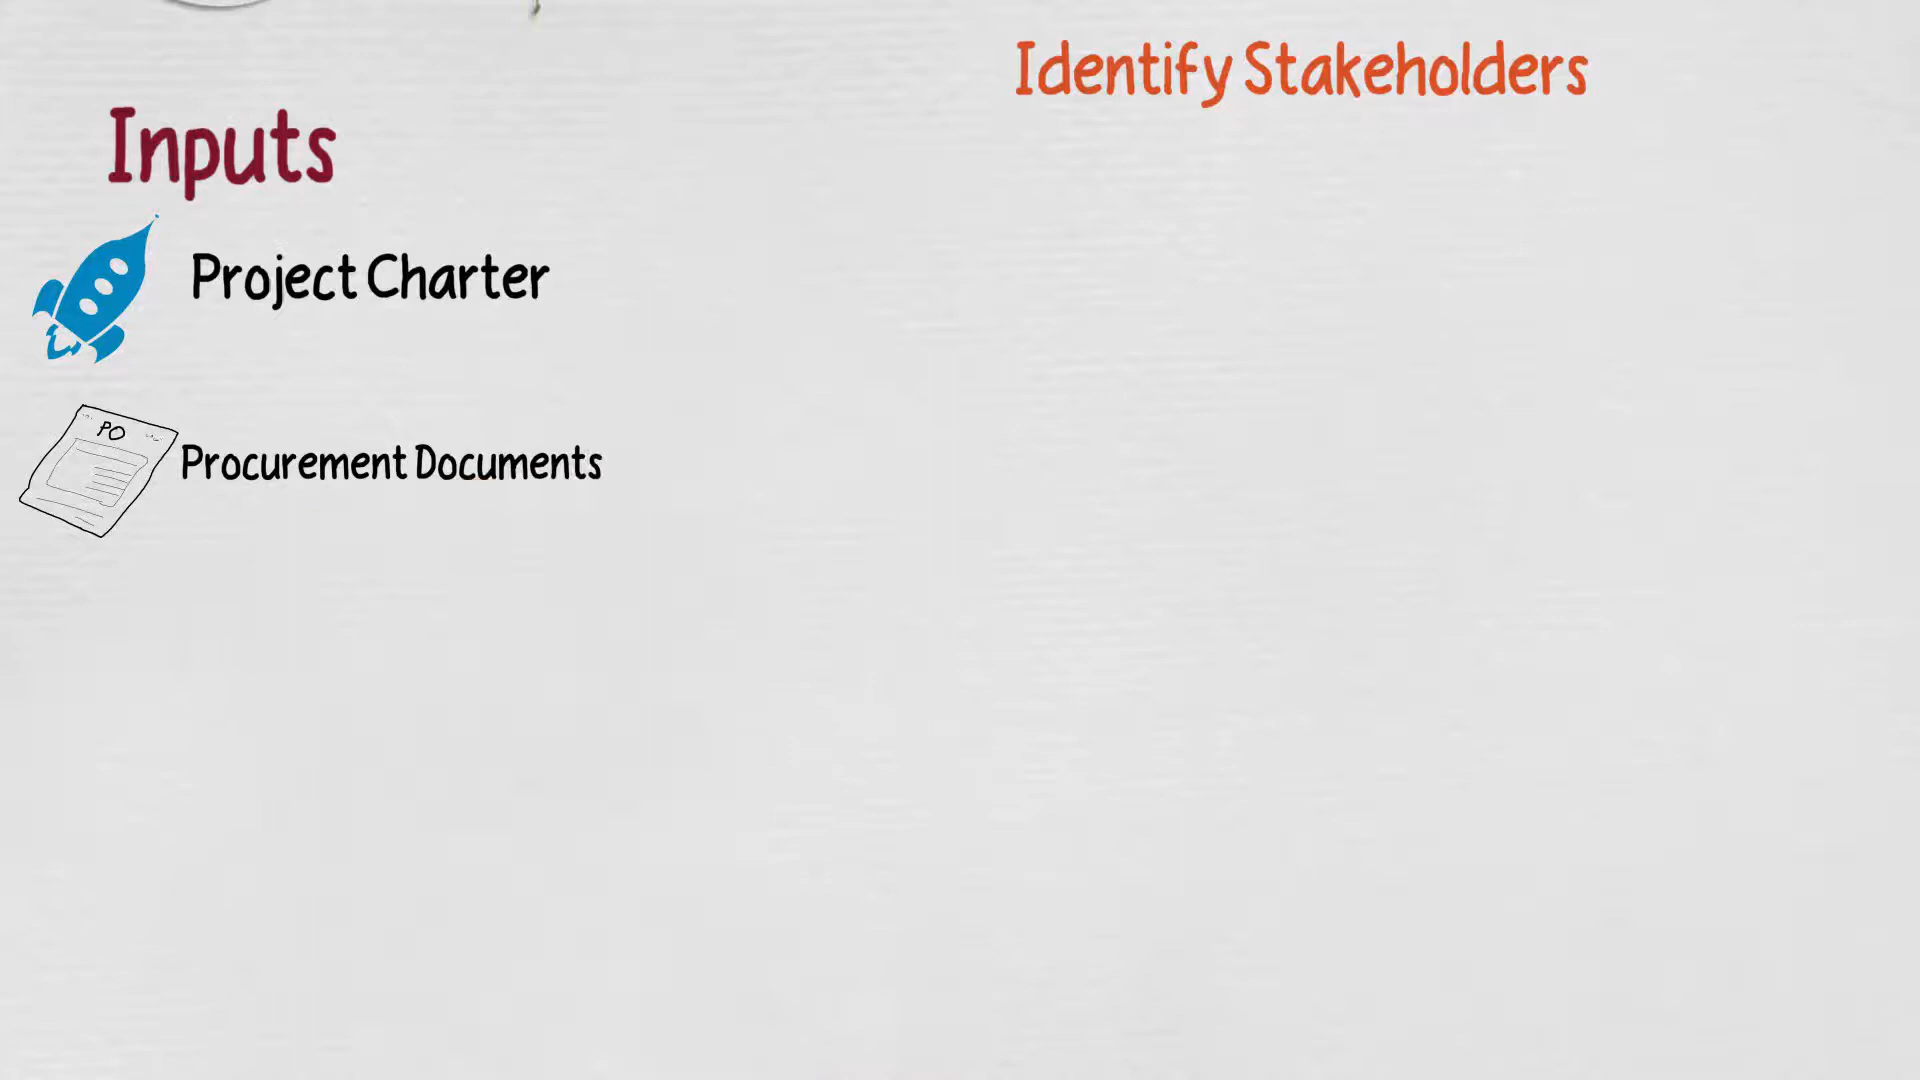 Identify Stakeholders
Inputs
Project Charter
PO
Procurement Documents